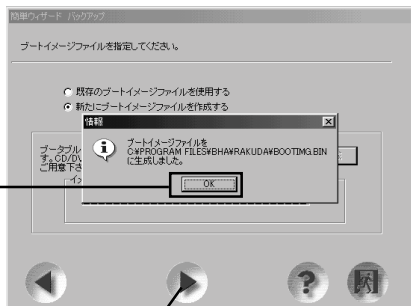 簡単ウィザード バックアップ
ブートイメージファイルを指定してください。
既存のブートイメージファイルを使用する
新たにブートイメージファイルを作成する
情報
ブータブル
す。CD/DV
ご用意下さ
ブートイメージファイルを
C:¥PROGRAM FILES¥BHA¥RAKUDA¥BOOTIMG.BIN
に生成しました。
OK